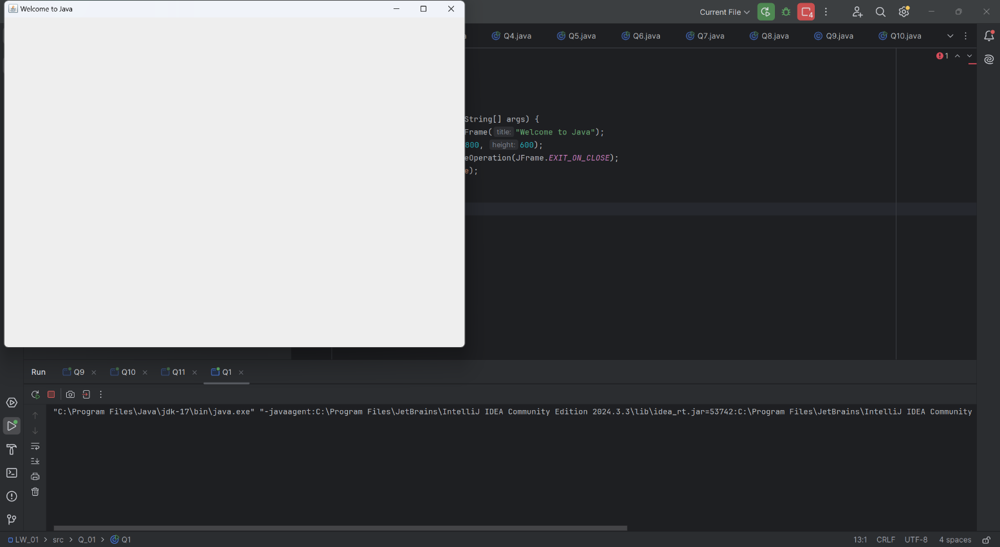 Welcome to Java
Current File
4
Q4.java Q5.java Q6.java Q7.java Q8.java Q9.java Q10.java
1
String[] args) {
Frame( title: "Welcome to Java");
800, height: 600);
eOperation(JFrame.EXIT_ON_CLOSE);
e);
Run Q9 Q10 Q11 Q1
"C:\Program Files\Java\jdk-17\bin\java.exe" "-javaagent:C:\Program Files\JetBrains\IntelliJ IDEA Community Edition 2024.3.3\lib\idea_rt.jar=53742:C:\Program Files\JetBrains\IntelliJ IDEA Community
LW_01 > src > Q_01 > Q1 13:1 CRLF UTF-8 4 spaces